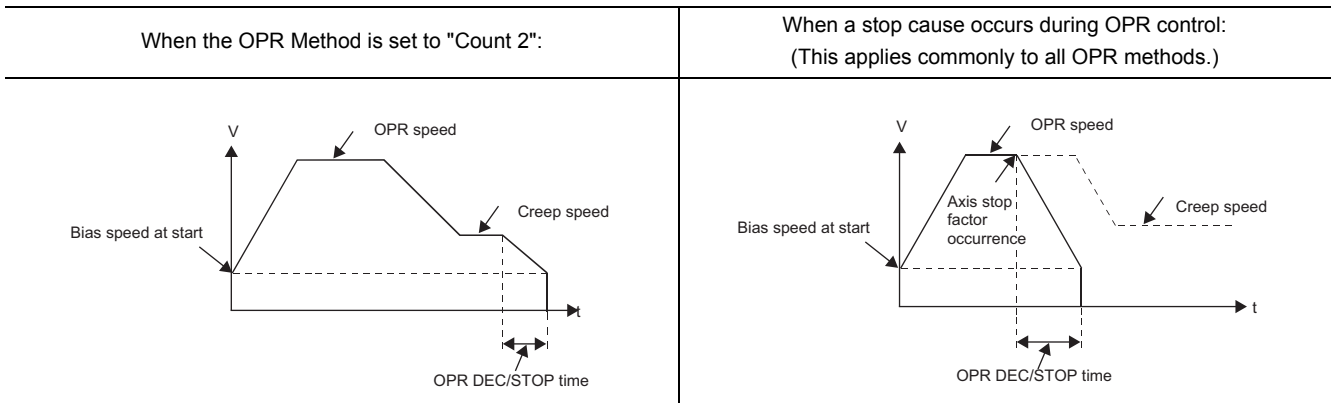 When the OPR Method is set to "Count 2":
When a stop cause occurs during OPR control:
(This applies commonly to all OPR methods.)
V
OPR speed
Creep speed
Bias speed at start
t
OPR DEC/STOP time
V
OPR speed
Axis stop
factor
occurrence
Creep speed
Bias speed at start
t
OPR DEC/STOP time